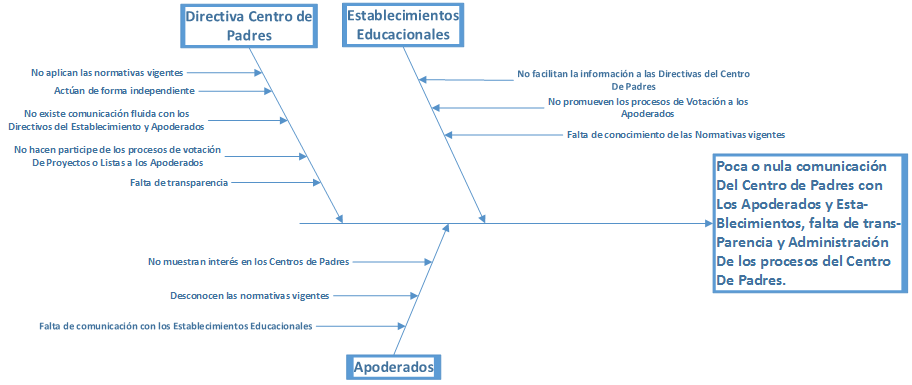 Directiva Centro de
Padres
Establecimientos
Educacionales
No aplican las normativas vigentes
Actúan de forma independiente
No existe comunicación fluida con los
Directivos del Establecimiento y Apoderados
No hacen participe de los procesos de votación
De Proyectos o Listas a los Apoderados
Falta de transparencia
No facilitan la información a las Directivas del Centro
De Padres
No promueven los procesos de Votación a los
Apoderados
Falta de conocimiento de las Normativas vigentes
Poca o nula comunicación
Del Centro de Padres con
Los Apoderados y Esta-
Blecimientos, falta de trans-
Parencia y Administración
De los procesos del Centro
De Padres.
No muestran interés en los Centros de Padres
Desconocen las normativas vigentes
Falta de comunicación con los Establecimientos Educacionales
Apoderados